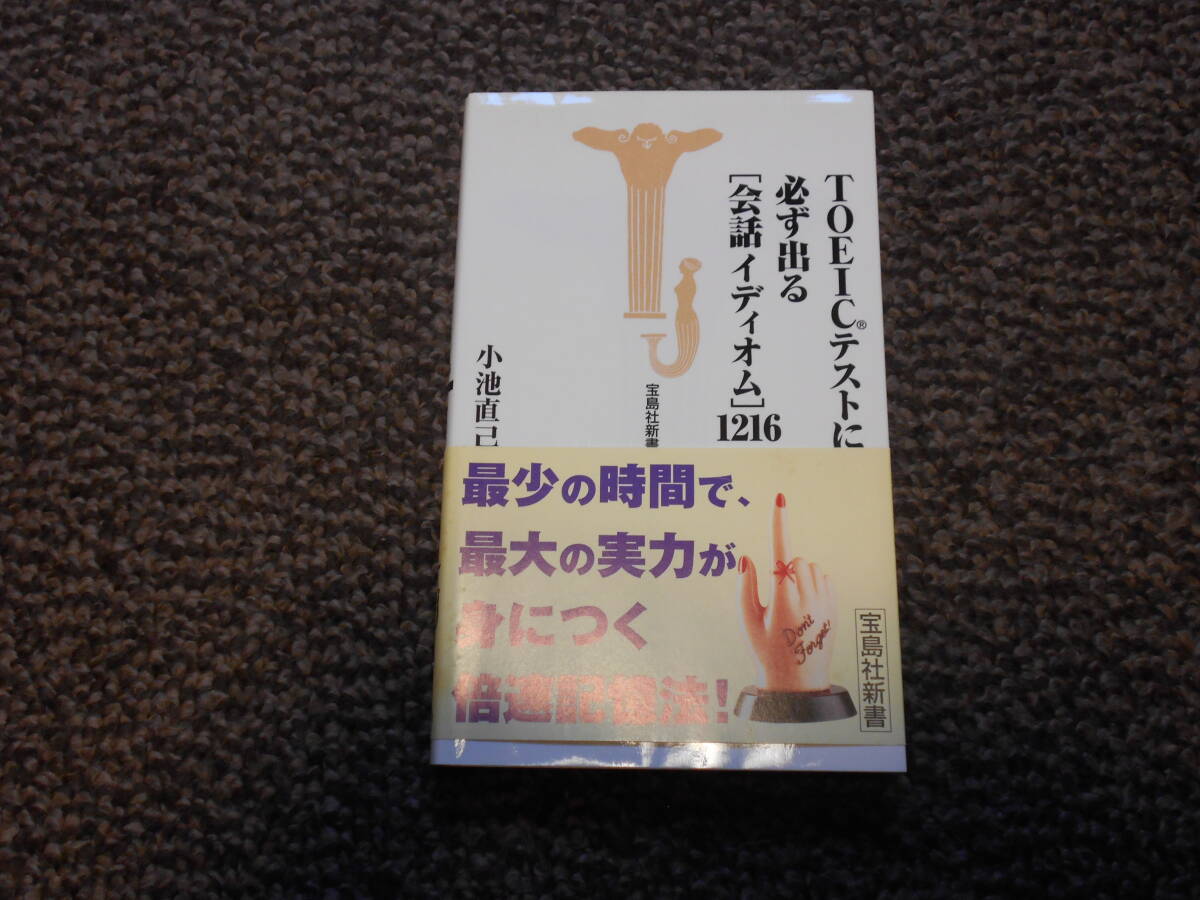 TOEIC®テストに
必ず出る
[会話イディオム]1216
宝島社新書
小池直己
最少の時間で、
最大の実力が
身につく
倍速記憶法!
Don't
Forget!
宝島社新書